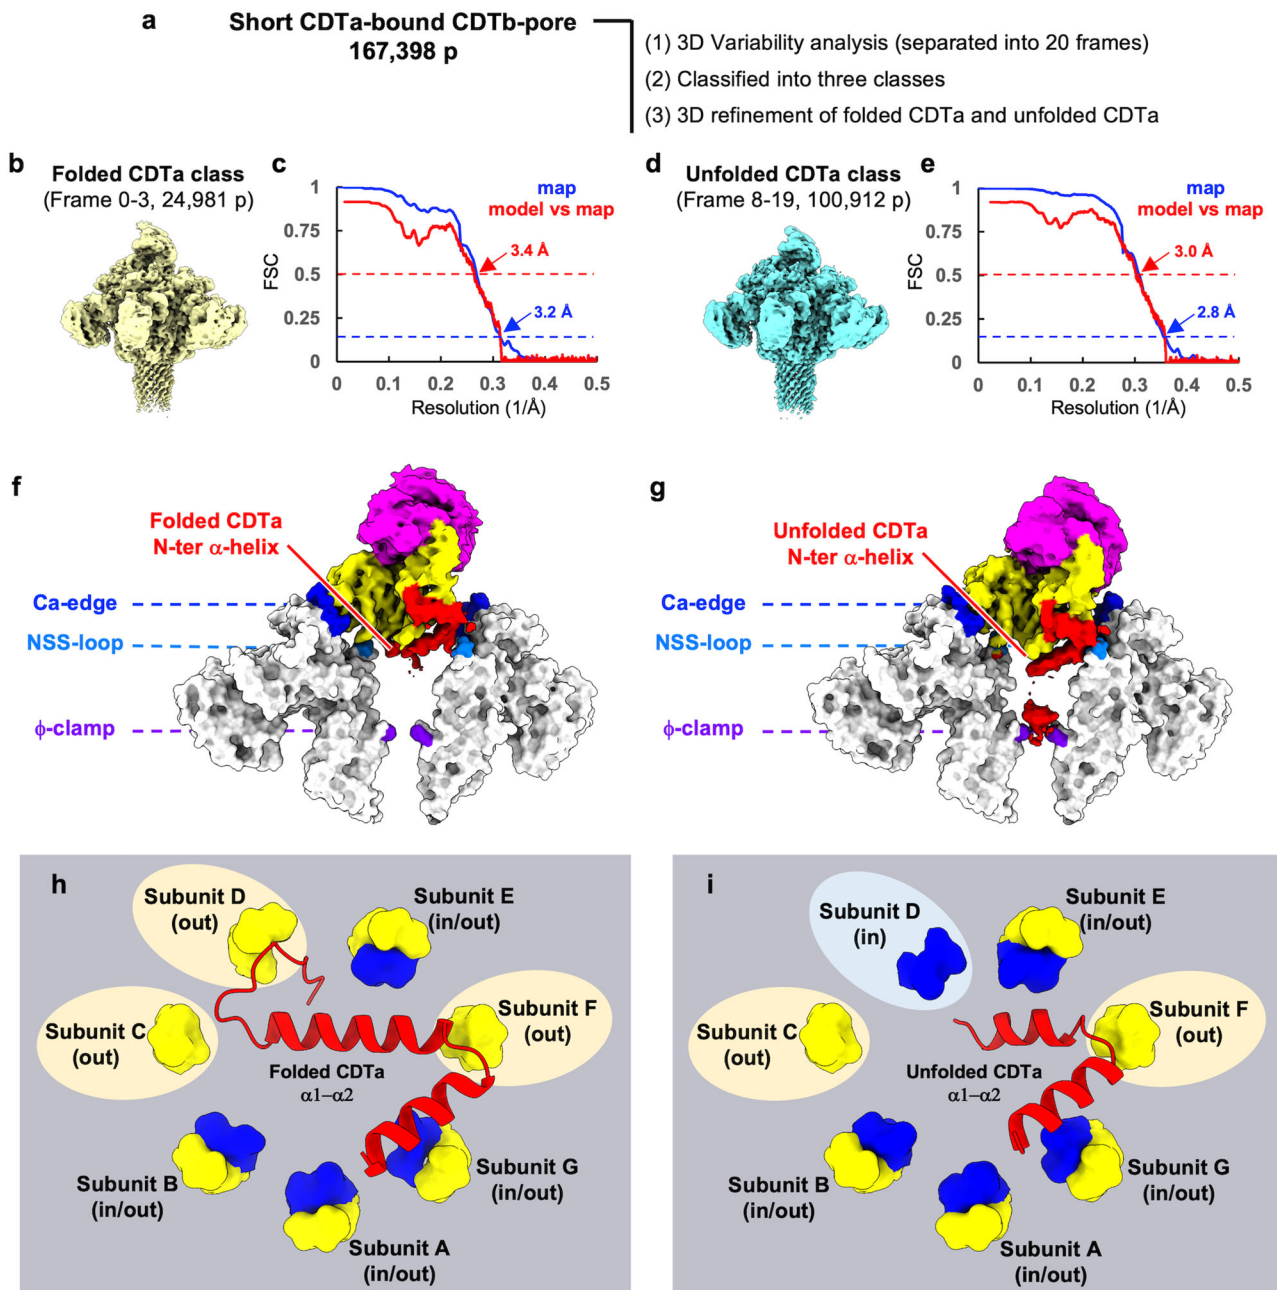 a
Short CDTa-bound CDTb-pore
167,398 p
(1) 3D Variability analysis (separated into 20 frames)
(2) Classified into three classes
(3) 3D refinement of folded CDTa and unfolded CDTa
b
Folded CDTa class
(Frame 0-3, 24,981 p)
c
map
model vs map
3.4 Å
3.2 Å
FSC
1
0.75
0.5
0.25
0
0
0.1
0.2
0.3
0.4
0.5
Resolution (1/Å)
d
Unfolded CDTa class
(Frame 8-19, 100,912 p)
e
map
model vs map
3.0 Å
2.8 Å
FSC
1
0.75
0.5
0.25
0
0
0.1
0.2
0.3
0.4
0.5
Resolution (1/Å)
f
Folded CDTa
N-ter α-helix
Ca-edge
NSS-loop
ϕ-clamp
g
Unfolded CDTa
N-ter α-helix
Ca-edge
NSS-loop
ϕ-clamp
h
Subunit D
(out)
Subunit E
(in/out)
Subunit C
(out)
Subunit F
(out)
Folded CDTa
α1–α2
Subunit B
(in/out)
Subunit G
(in/out)
Subunit A
(in/out)
i
Subunit D
(in)
Subunit E
(in/out)
Subunit C
(out)
Subunit F
(out)
Unfolded CDTa
α1–α2
Subunit B
(in/out)
Subunit G
(in/out)
Subunit A
(in/out)